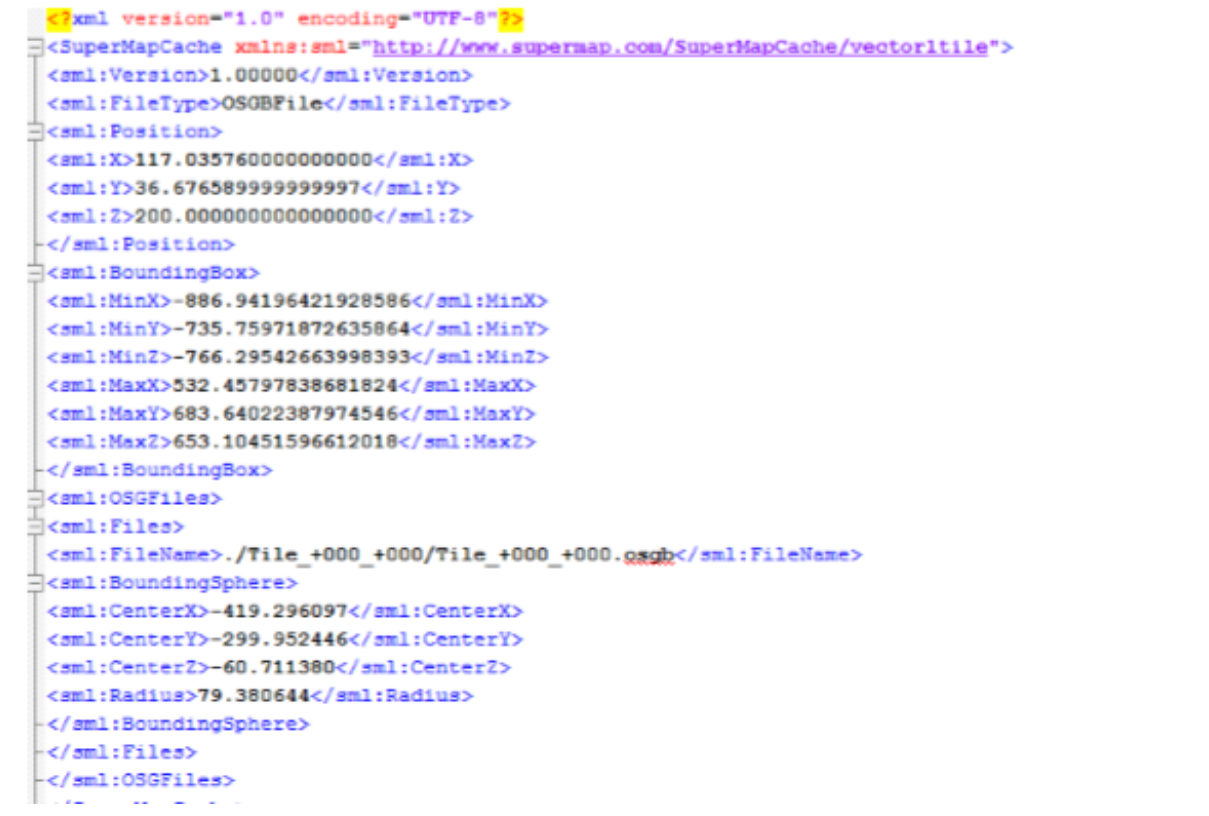 <?xml version="1.0" encoding="UTF-8"?>
<SuperMapCache xmlns:sml="http://www.supermap.com/SuperMapCache/vectorltile">
<sml:Version>1.00000</sml:Version>
<sml:FileType>OSGBFile</sml:FileType>
<sml:Position>
<sml:X>117.035760000000000</sml:X>
<sml:Y>36.676589999999997</sml:Y>
<sml:Z>200.000000000000000</sml:Z>
</sml:Position>
<sml:BoundingBox>
<sml:MinX>-886.94196421928586</sml:MinX>
<sml:MinY>-735.75971872635864</sml:MinY>
<sml:MinZ>-766.29542663998393</sml:MinZ>
<sml:MaxX>532.45797838681824</sml:MaxX>
<sml:MaxY>683.64022387974546</sml:MaxY>
<sml:MaxZ>653.10451596612018</sml:MaxZ>
</sml:BoundingBox>
<sml:OSGFiles>
<sml:Files>
<sml:FileName>./Tile_+000_+000/Tile_+000_+000.osgb</sml:FileName>
<sml:BoundingSphere>
<sml:CenterX>-419.296097</sml:CenterX>
<sml:CenterY>-299.952446</sml:CenterY>
<sml:CenterZ>-60.711380</sml:CenterZ>
<sml:Radius>79.380644</sml:Radius>
</sml:BoundingSphere>
</sml:Files>
</sml:OSGFiles>